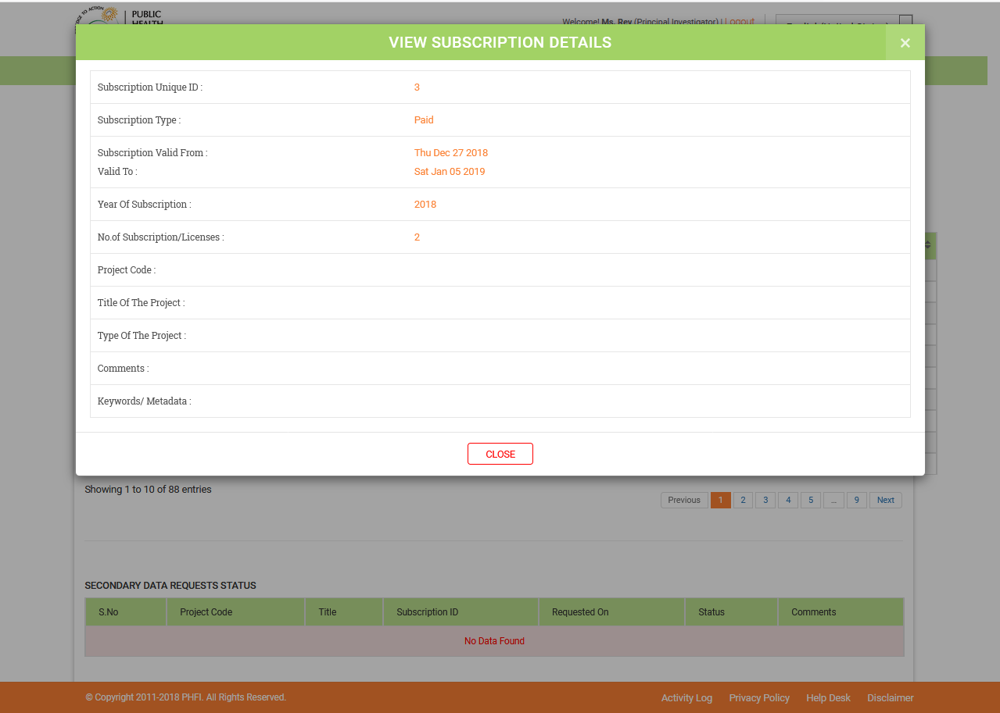 TO ACTION
PUBLIC
HEALTH
Welcome! Ms. Rev (Principal Investigator) | Logout
VIEW SUBSCRIPTION DETAILS ×
Subscription Unique ID : 3
Subscription Type : Paid
Subscription Valid From : Thu Dec 27 2018
Valid To : Sat Jan 05 2019
Year Of Subscription : 2018
No.of Subscription/Licenses : 2
Project Code :
Title Of The Project :
Type Of The Project :
Comments :
Keywords/ Metadata :
CLOSE
Showing 1 to 10 of 88 entries
Previous 1 2 3 4 5 ... 9 Next
SECONDARY DATA REQUESTS STATUS
S.No Project Code Title Subscription ID Requested On Status Comments
No Data Found
© Copyright 2011-2018 PHFI. All Rights Reserved. Activity Log Privacy Policy Help Desk Disclaimer